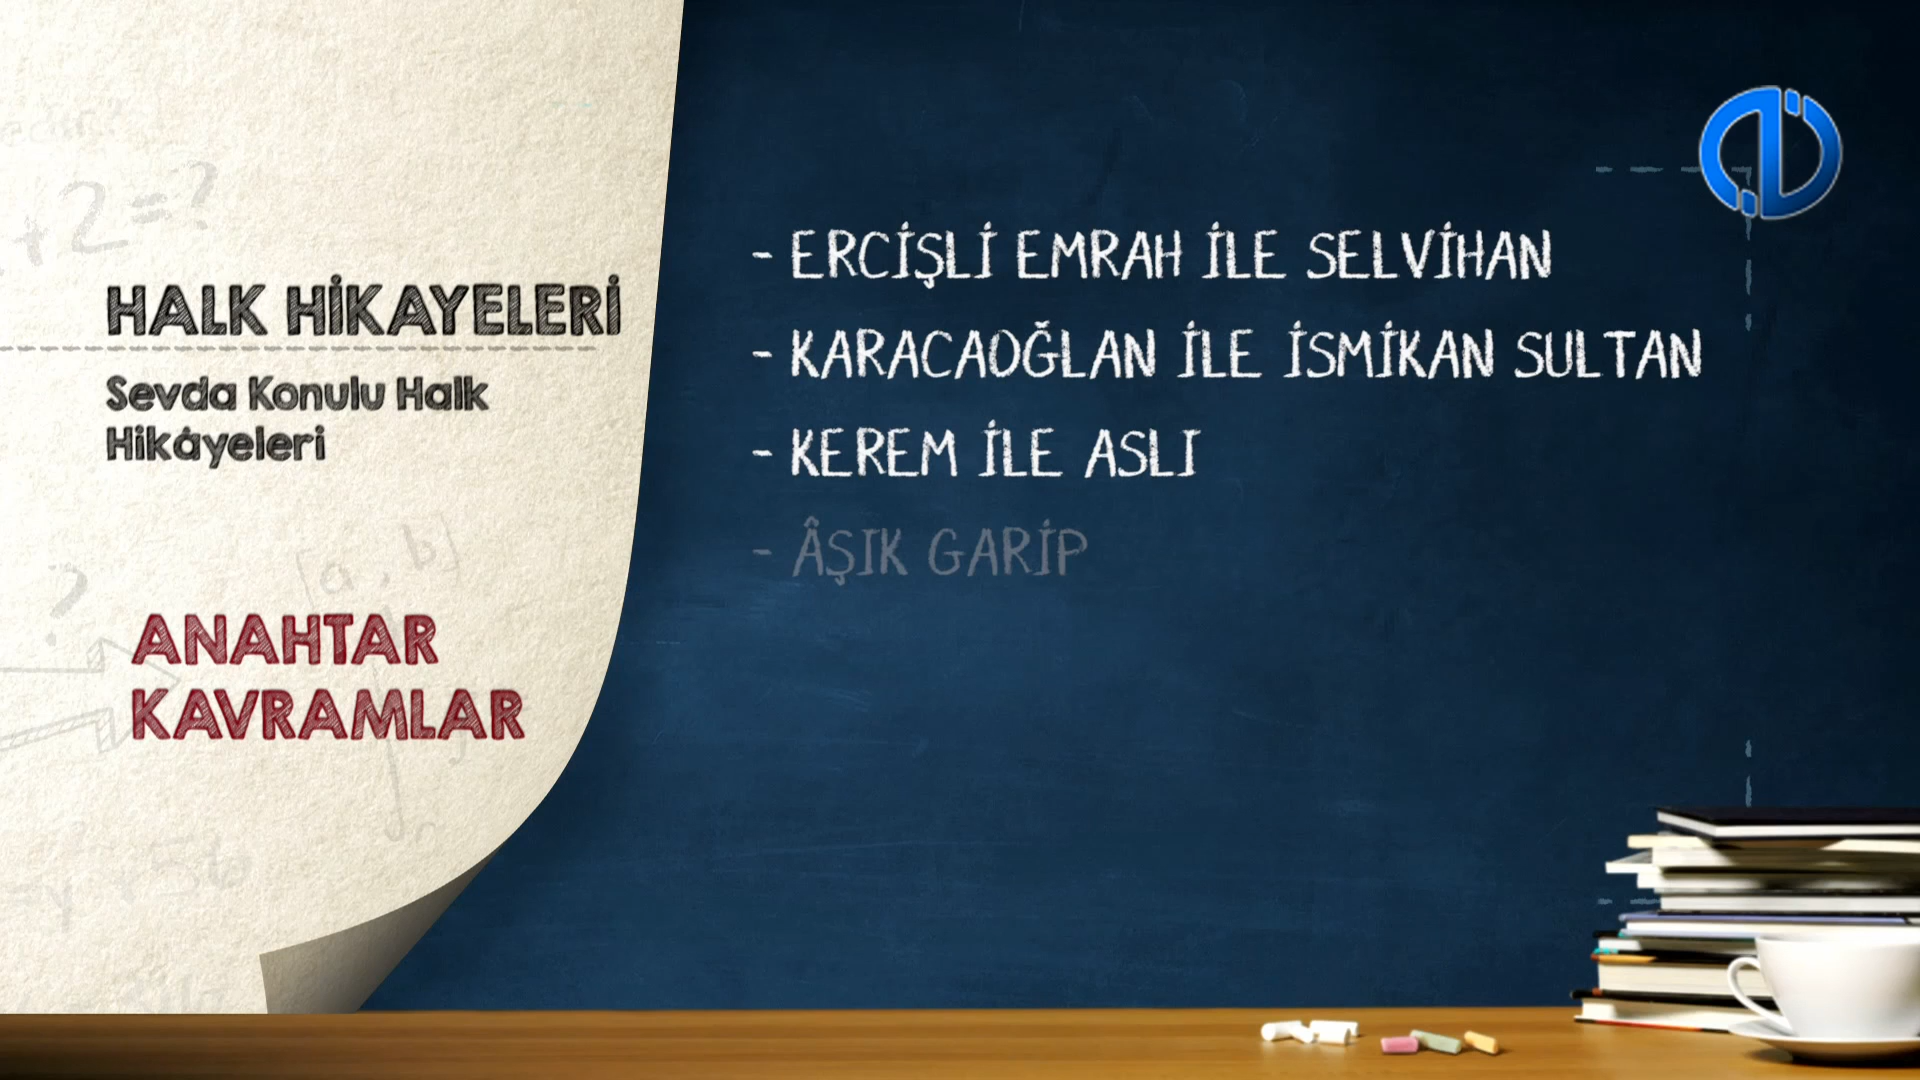 HALK HİKAYELERİ
Sevda Konulu Halk
Hikâyeleri
ANAHTAR
KAVRAMLAR
- ERCİŞLİ EMRAH İLE SELVİHAN
- KARACAOĞLAN İLE İSMİKAN SULTAN
- KEREM İLE ASLI
- ÂŞIK GARİP